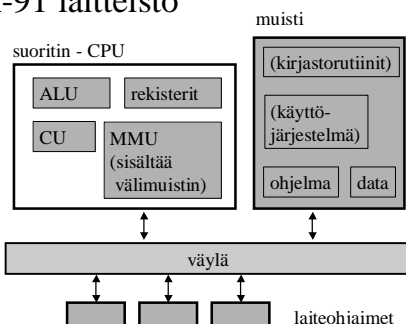 -91 laitteisto
muisti
suoritin - CPU
ALU
rekisterit
CU
MMU
(sisältää
välimuistin)
(kirjastorutiinit)
(käyttö-
järjestelmä)
ohjelma
data
väylä
laiteohjaimet